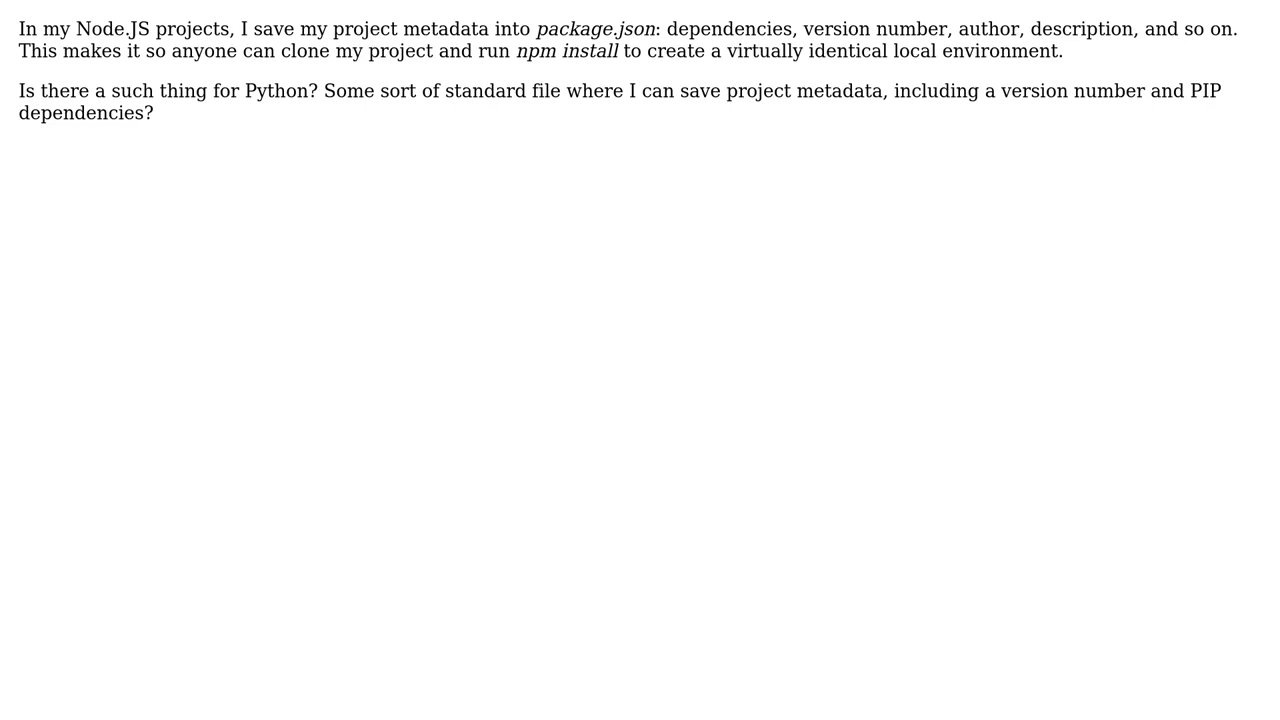 In my Node.JS projects, I save my project metadata into package.json: dependencies, version number, author, description, and so on.
This makes it so anyone can clone my project and run npm install to create a virtually identical local environment.
Is there a such thing for Python? Some sort of standard file where I can save project metadata, including a version number and PIP
dependencies?